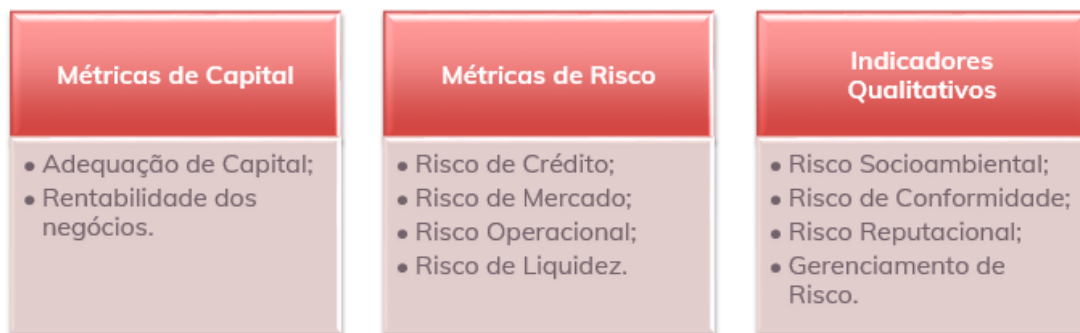 Métricas de Capital
• Adequação de Capital;
• Rentabilidade dos
negócios.
Métricas de Risco
• Risco de Crédito;
• Risco de Mercado;
• Risco Operacional;
• Risco de Liquidez.
Indicadores
Qualitativos
• Risco Socioambiental;
• Risco de Conformidade;
• Risco Reputacional;
• Gerenciamento de
Risco.